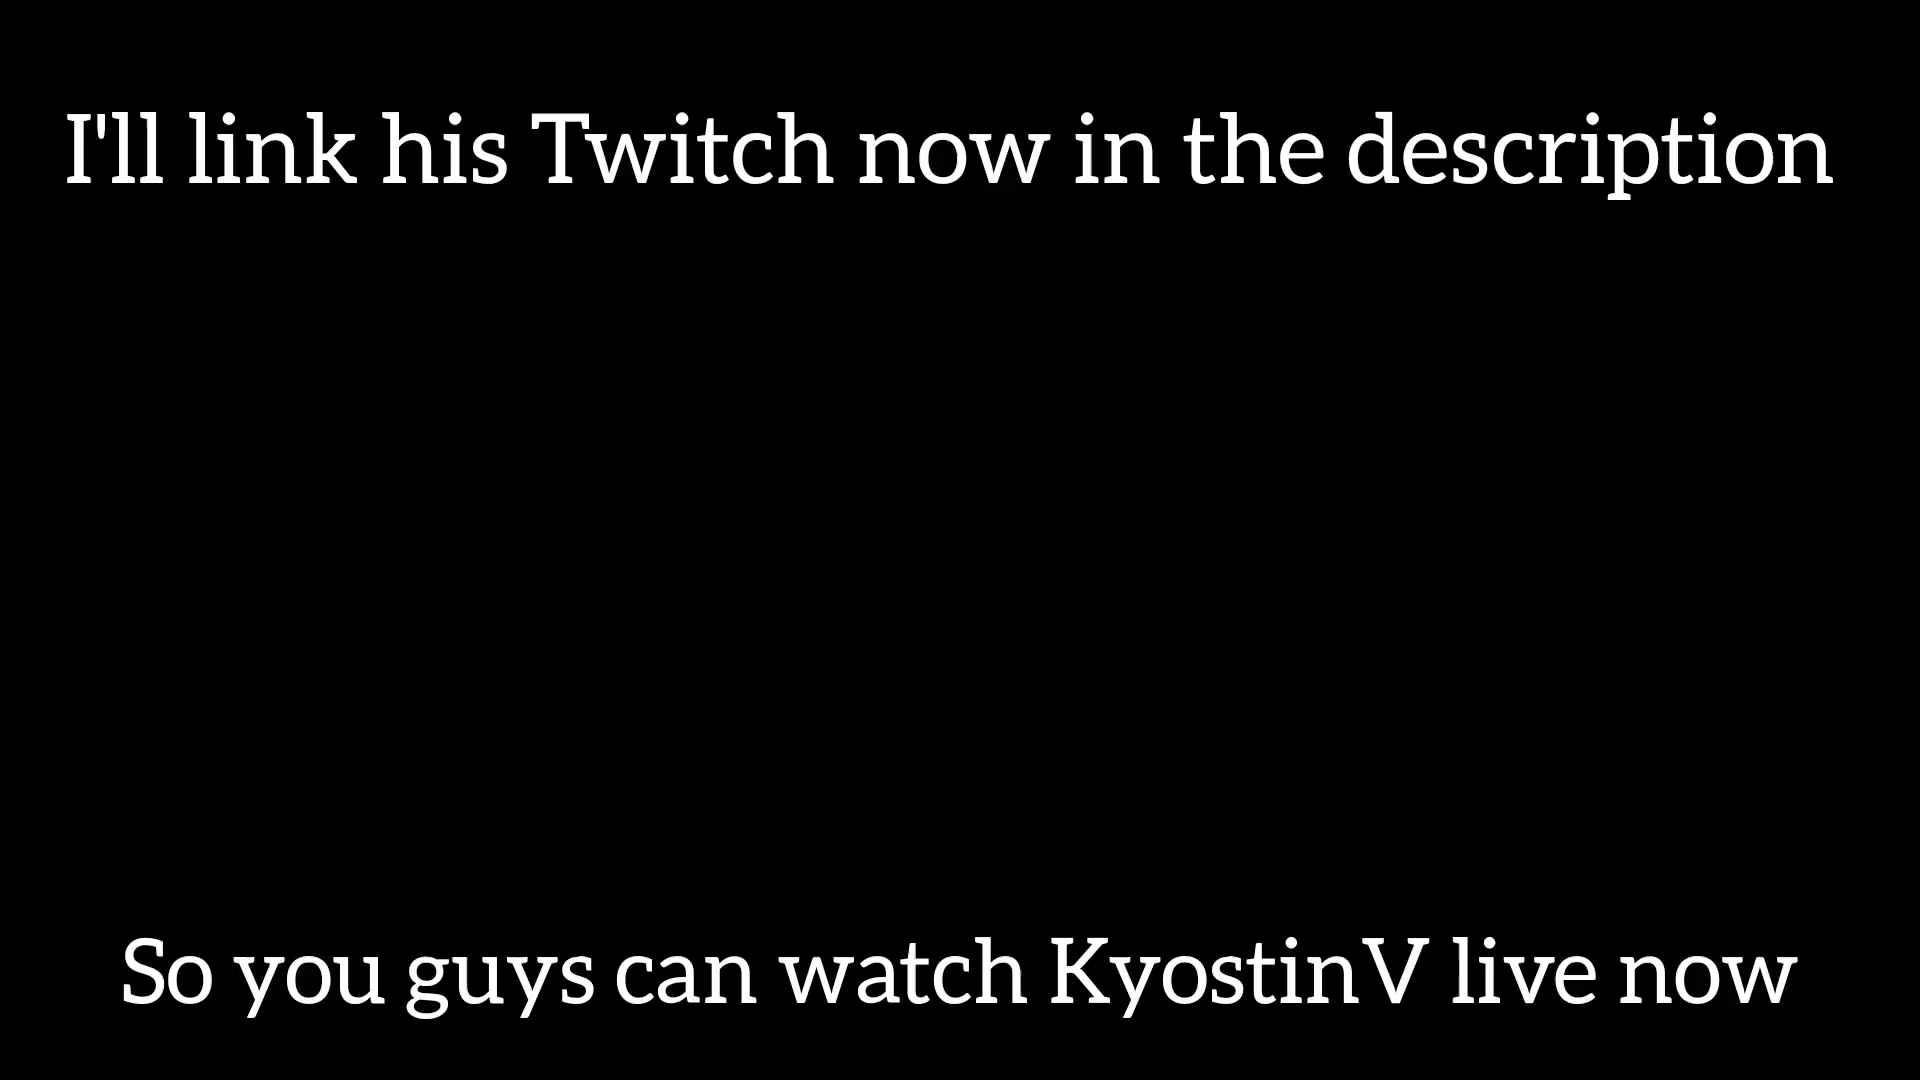 I'll link his Twitch now in the description
So you guys can watch KyostinV live now